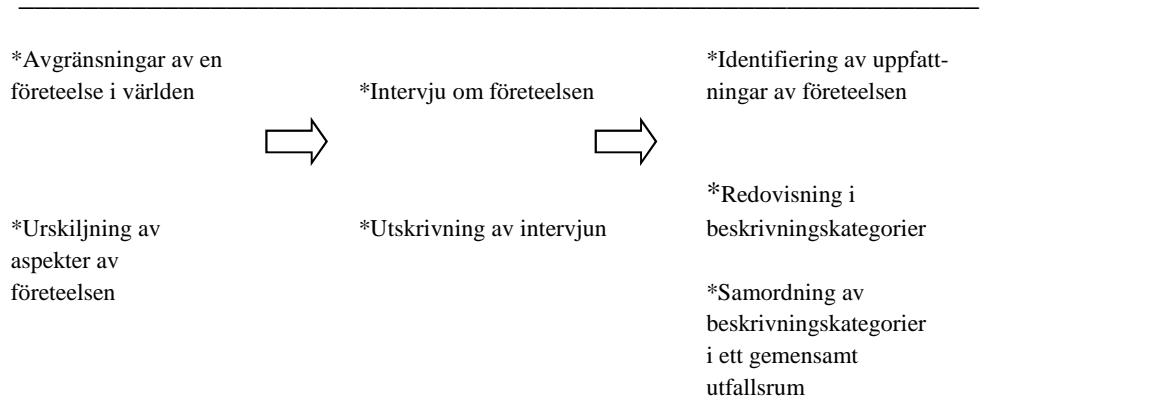 *Avgränsningar av en
företeelse i världen
*Urskiljning av
aspekter av
företeelsen
*Intervju om företeelsen
*Utskrivning av intervjun
*Identifiering av uppfatt-
ningar av företeelsen
*Redovisning i
beskrivningskategorier
*Samordning av
beskrivningskategorier
i ett gemensamt
utfallsrum